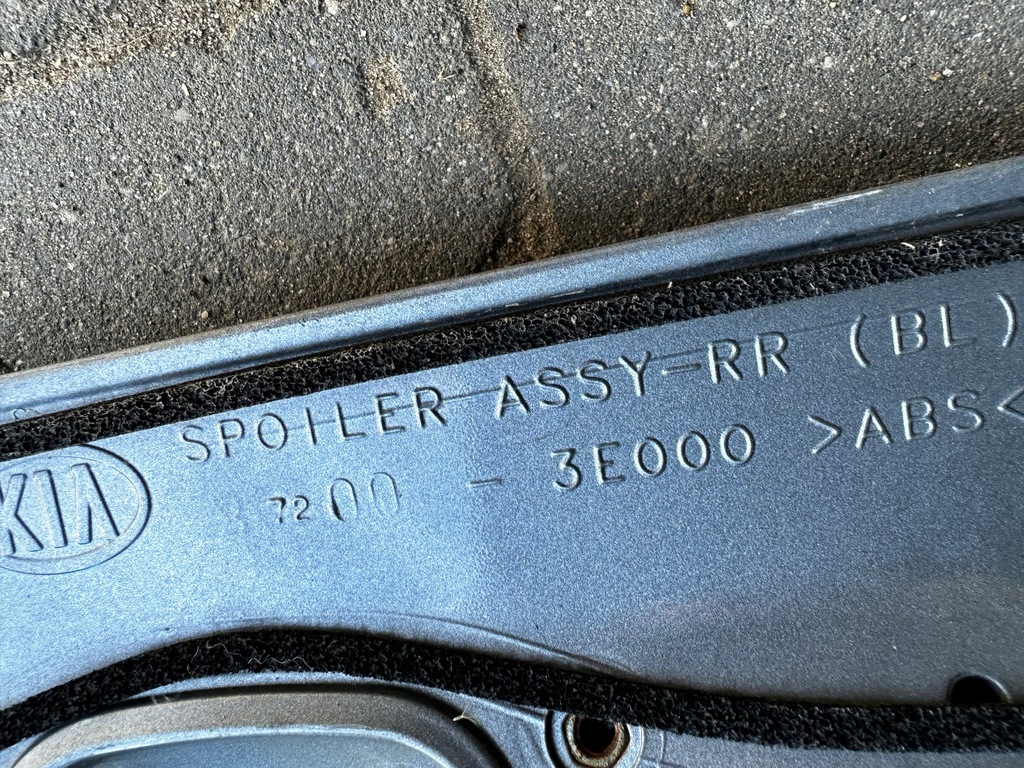 SPOILER ASSY-RR (BL)
7200 - 3E000 >ABS<
KIA